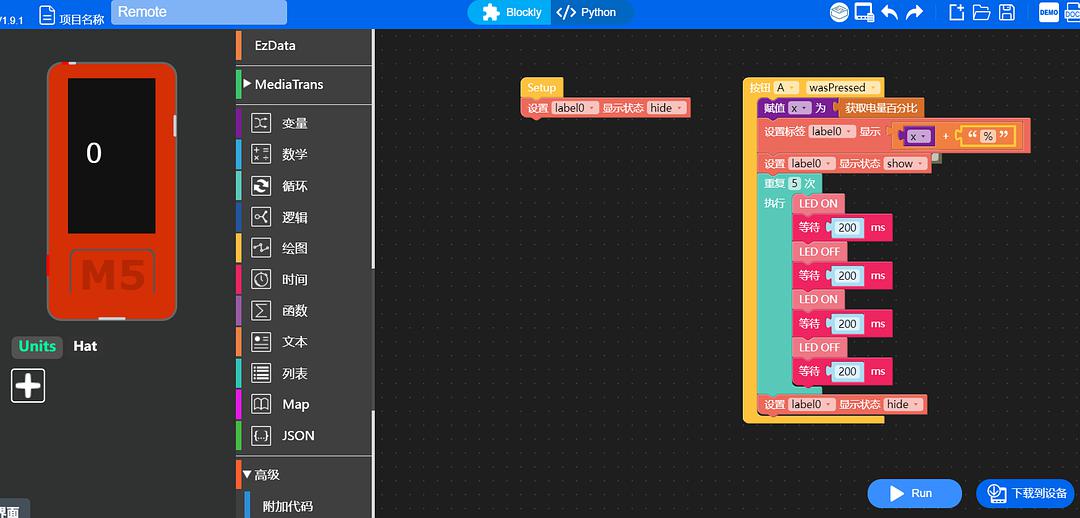 V1.9.1
项目名称
Remote
Blockly
</> Python
DEMO
DOC
0
M5
Units
Hat
EzData
MediaTrans
变量
数学
循环
逻辑
绘图
时间
函数
文本
列表
Map
JSON
高级
附加代码
界面
Setup
设置 label0 显示状态 hide
按钮 A wasPressed
赋值 x 为 获取电量百分比
设置标签 label0 显示 x + “ % ”
设置 label0 显示状态 show
重复 5 次
执行 LED ON
等待 200 ms
LED OFF
等待 200 ms
LED ON
等待 200 ms
LED OFF
等待 200 ms
设置 label0 显示状态 hide
Run
下载到设备